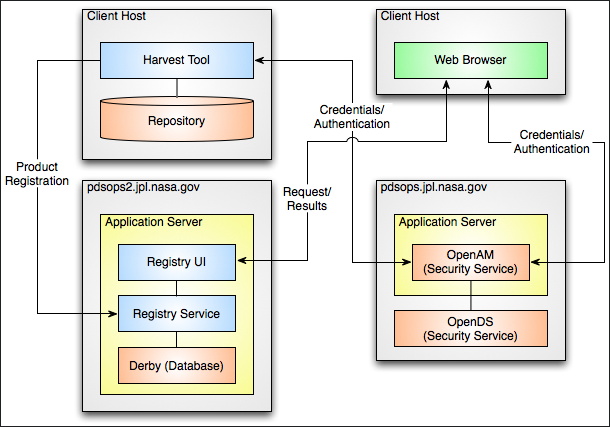 Client Host
Harvest Tool
Repository
Client Host
Web Browser
Credentials/
Authentication
Credentials/
Authentication
Product
Registration
Request/
Results
pdsops2.jpl.nasa.gov
Application Server
Registry UI
Registry Service
Derby (Database)
pdsops.jpl.nasa.gov
Application Server
OpenAM
(Security Service)
OpenDS
(Security Service)